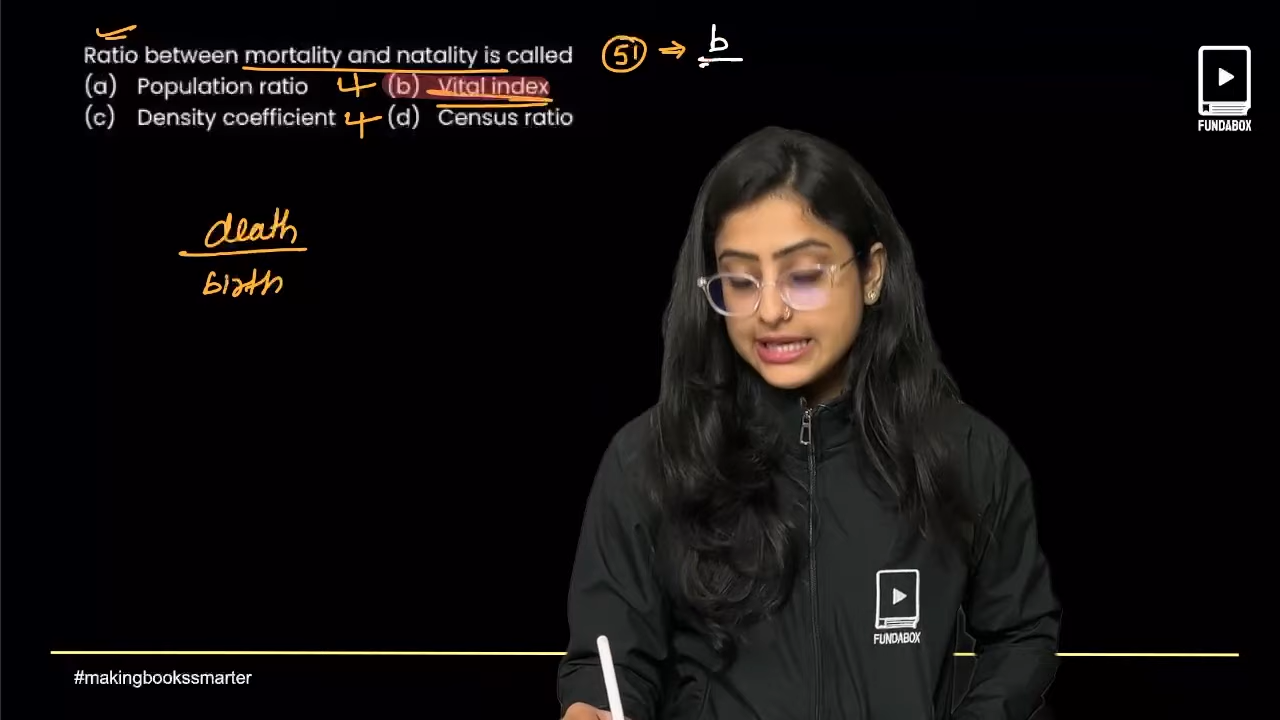 Ratio between mortality and natality is called
(a) Population ratio (b) Vital index
(c) Density coefficient (d) Census ratio
51 ⇒ b
death
birth
FUNDABOX
FUNDABOX
#makingbookssmarter